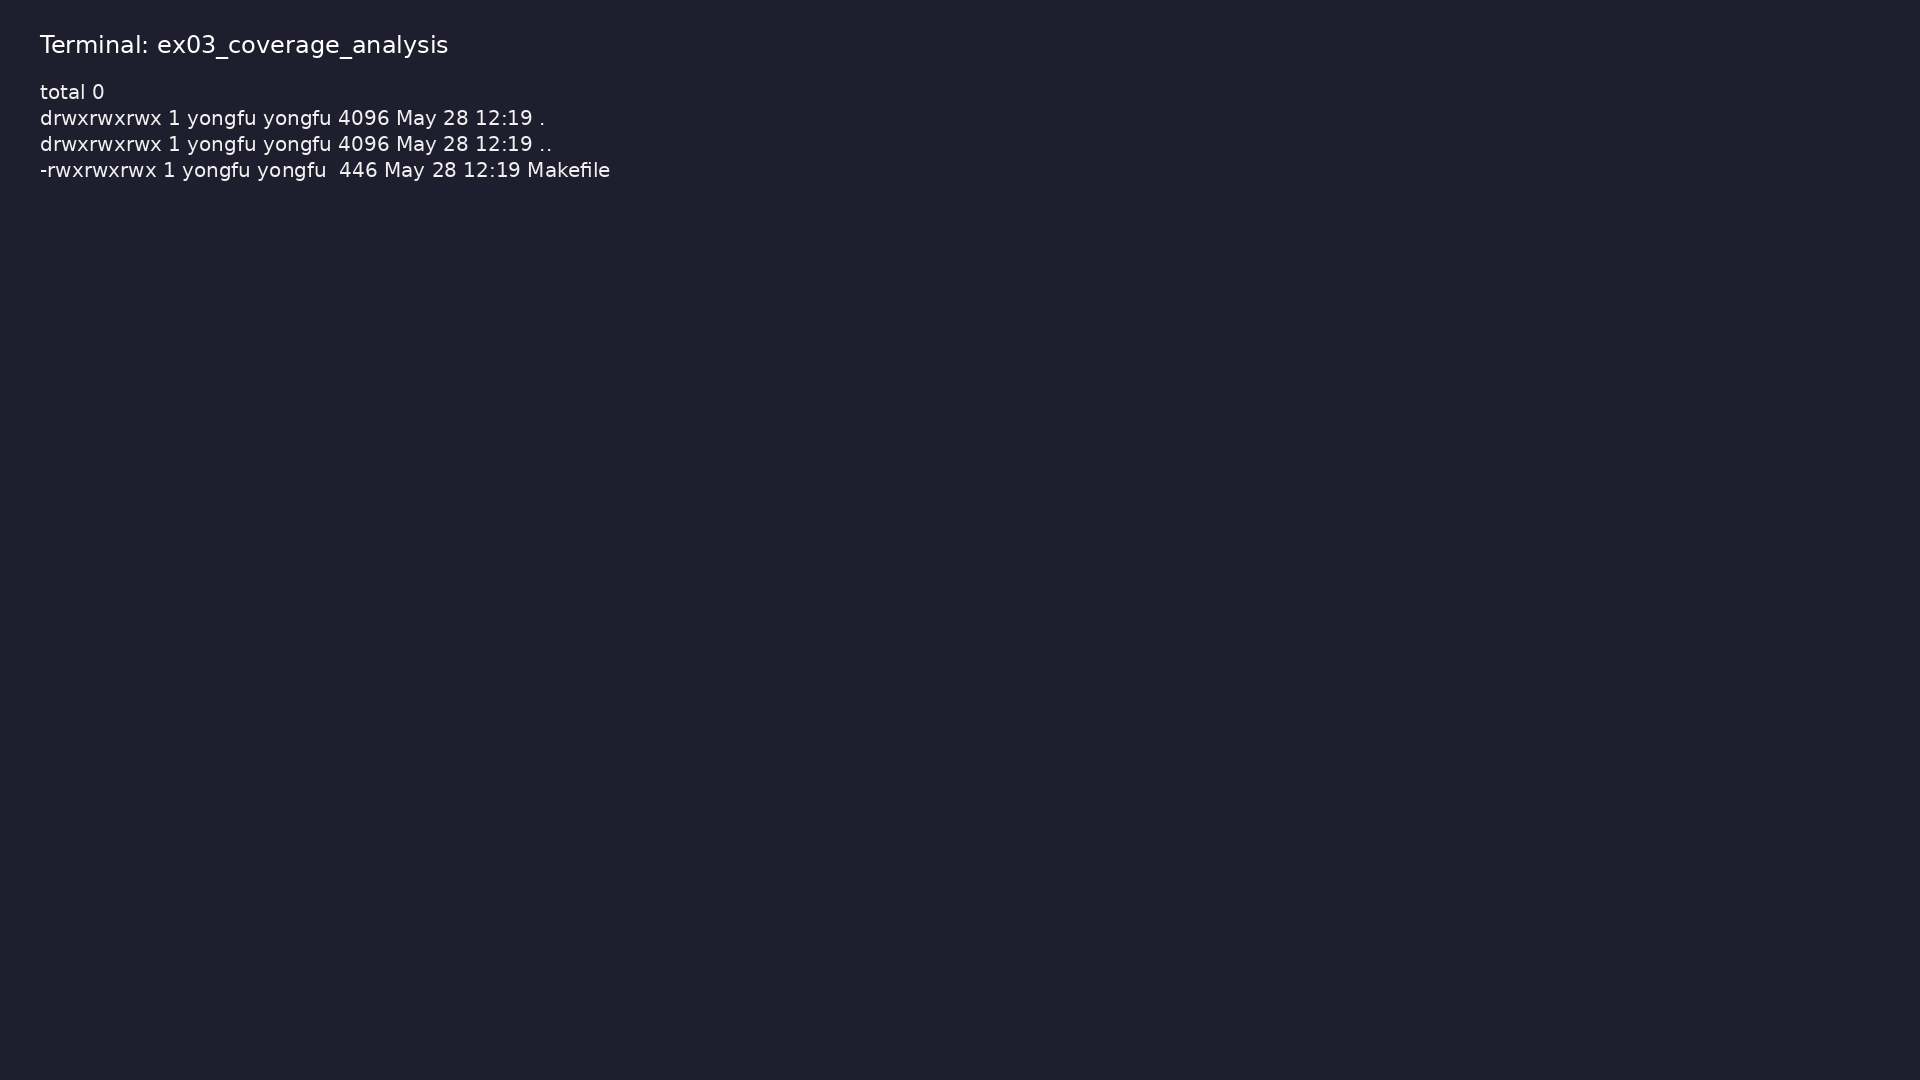 Terminal: ex03_coverage_analysis
total 0
drwxrwxrwx 1 yongfu yongfu 4096 May 28 12:19 .
drwxrwxrwx 1 yongfu yongfu 4096 May 28 12:19 ..
-rwxrwxrwx 1 yongfu yongfu  446 May 28 12:19 Makefile